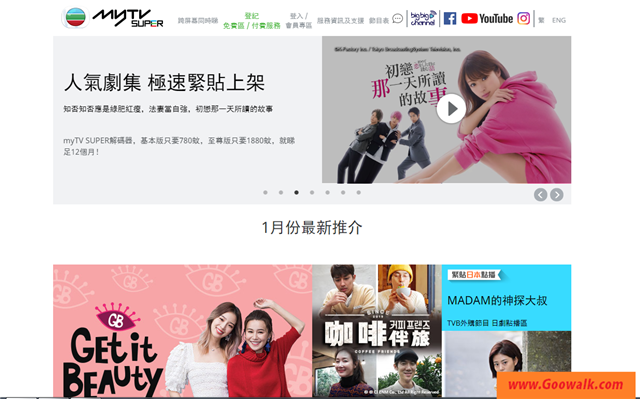 myTV
SUPER
跨屏基同時睇
登記
免費區 / 付費服務
登入 /
會員專區
服務資訊及支援
節目表
big big
channel
YouTube
繁
ENG
人氣劇集 極速緊貼上架
知否知否應是綠肥紅瘦，法妻當自強，初戀那一天所讀的故事
myTV SUPER解碼器，基本版只要780蚊，至尊版只要1880蚊，就睇
足12個月！
初戀
那一天
所讀
的故事
1月份最新推介
GB
GB
Get it
BEAUTY
SINCE
咖啡伴旅
커피프렌즈
COFFEE FRIENDS
緊貼日本點播
MADAM的神探大叔
TVB外購節目 日劇點播區
www.Goowalk.com